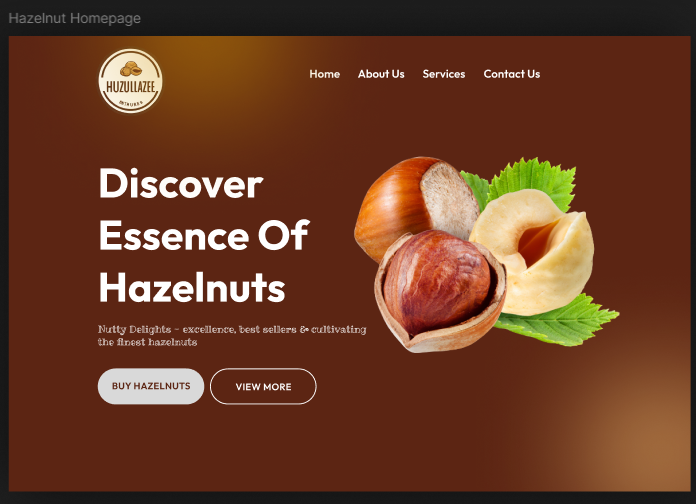 Hazelnut Homepage
HUZULLAZEE
Home About Us Services Contact Us
Discover
Essence Of
Hazelnuts
Nutty Delights - excellence, best sellers & cultivating
the finest hazelnuts
BUY HAZELNUTS VIEW MORE